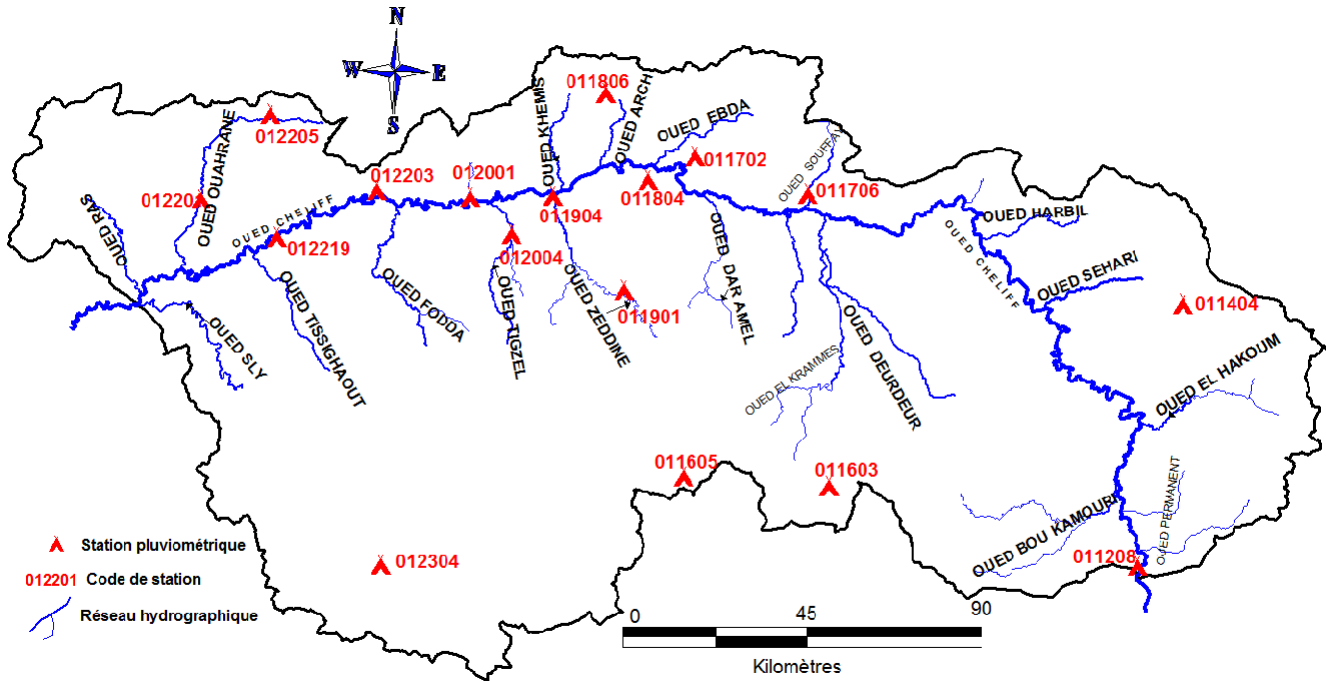 N
W
E
S
011806
OUED KHEMIS
OUED ARCH
OUED EBDA
OUED OUAHRANE
012205
011702
OUED SOUFFAY
012203
012001
011706
OUED RAS
OUED CHELIFF
011904
011804
OUED HARBIL
012219
012004
OUED CHELIFF
OUED SEHARI
OUED SLY
OUED TISSIGHAOUT
OUED FODDA
OUED TIGZEL
OUED ZEDDINE
011901
OUED DAR AMEL
OUED DEURDEUR
OUED EL KRAMMES
011404
OUED EL HAKOUM
011605
011603
OUED BOU KAMOURI
OUED PERMANENT
011208
012304
Station pluviométrique
012201 Code de station
Réseau hydrographique
0 45 90
Kilomètres